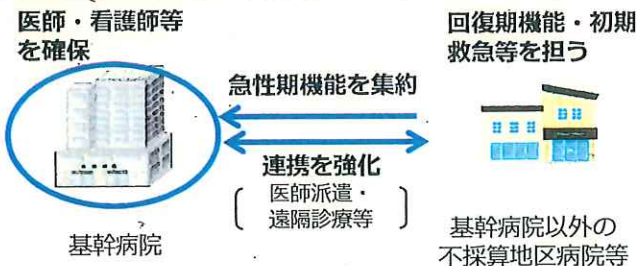 医師・看護師等
を確保
回復期機能・初期
救急等を担う
急性期機能を集約
連携を強化
医師派遣・
遠隔診療等
基幹病院
基幹病院以外の
不採算地区病院等